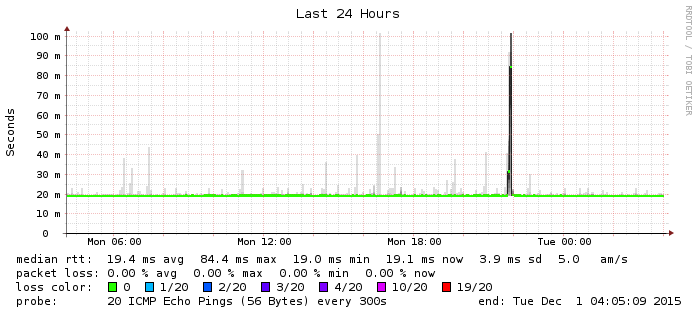 Last 24 Hours
RRDTOOL / TOBI OETIKER
Seconds
100 m
90 m
80 m
70 m
60 m
50 m
40 m
30 m
20 m
10 m
0
Mon 06:00 Mon 12:00 Mon 18:00 Tue 00:00
median rtt: 19.4 ms avg 84.4 ms max 19.0 ms min 19.1 ms now 3.9 ms sd 5.0 am/s
packet loss: 0.00 % avg 0.00 % max 0.00 % min 0.00 % now
loss color: 0 1/20 2/20 3/20 4/20 10/20 19/20
probe: 20 ICMP Echo Pings (56 Bytes) every 300s end: Tue Dec 1 04:05:09 2015